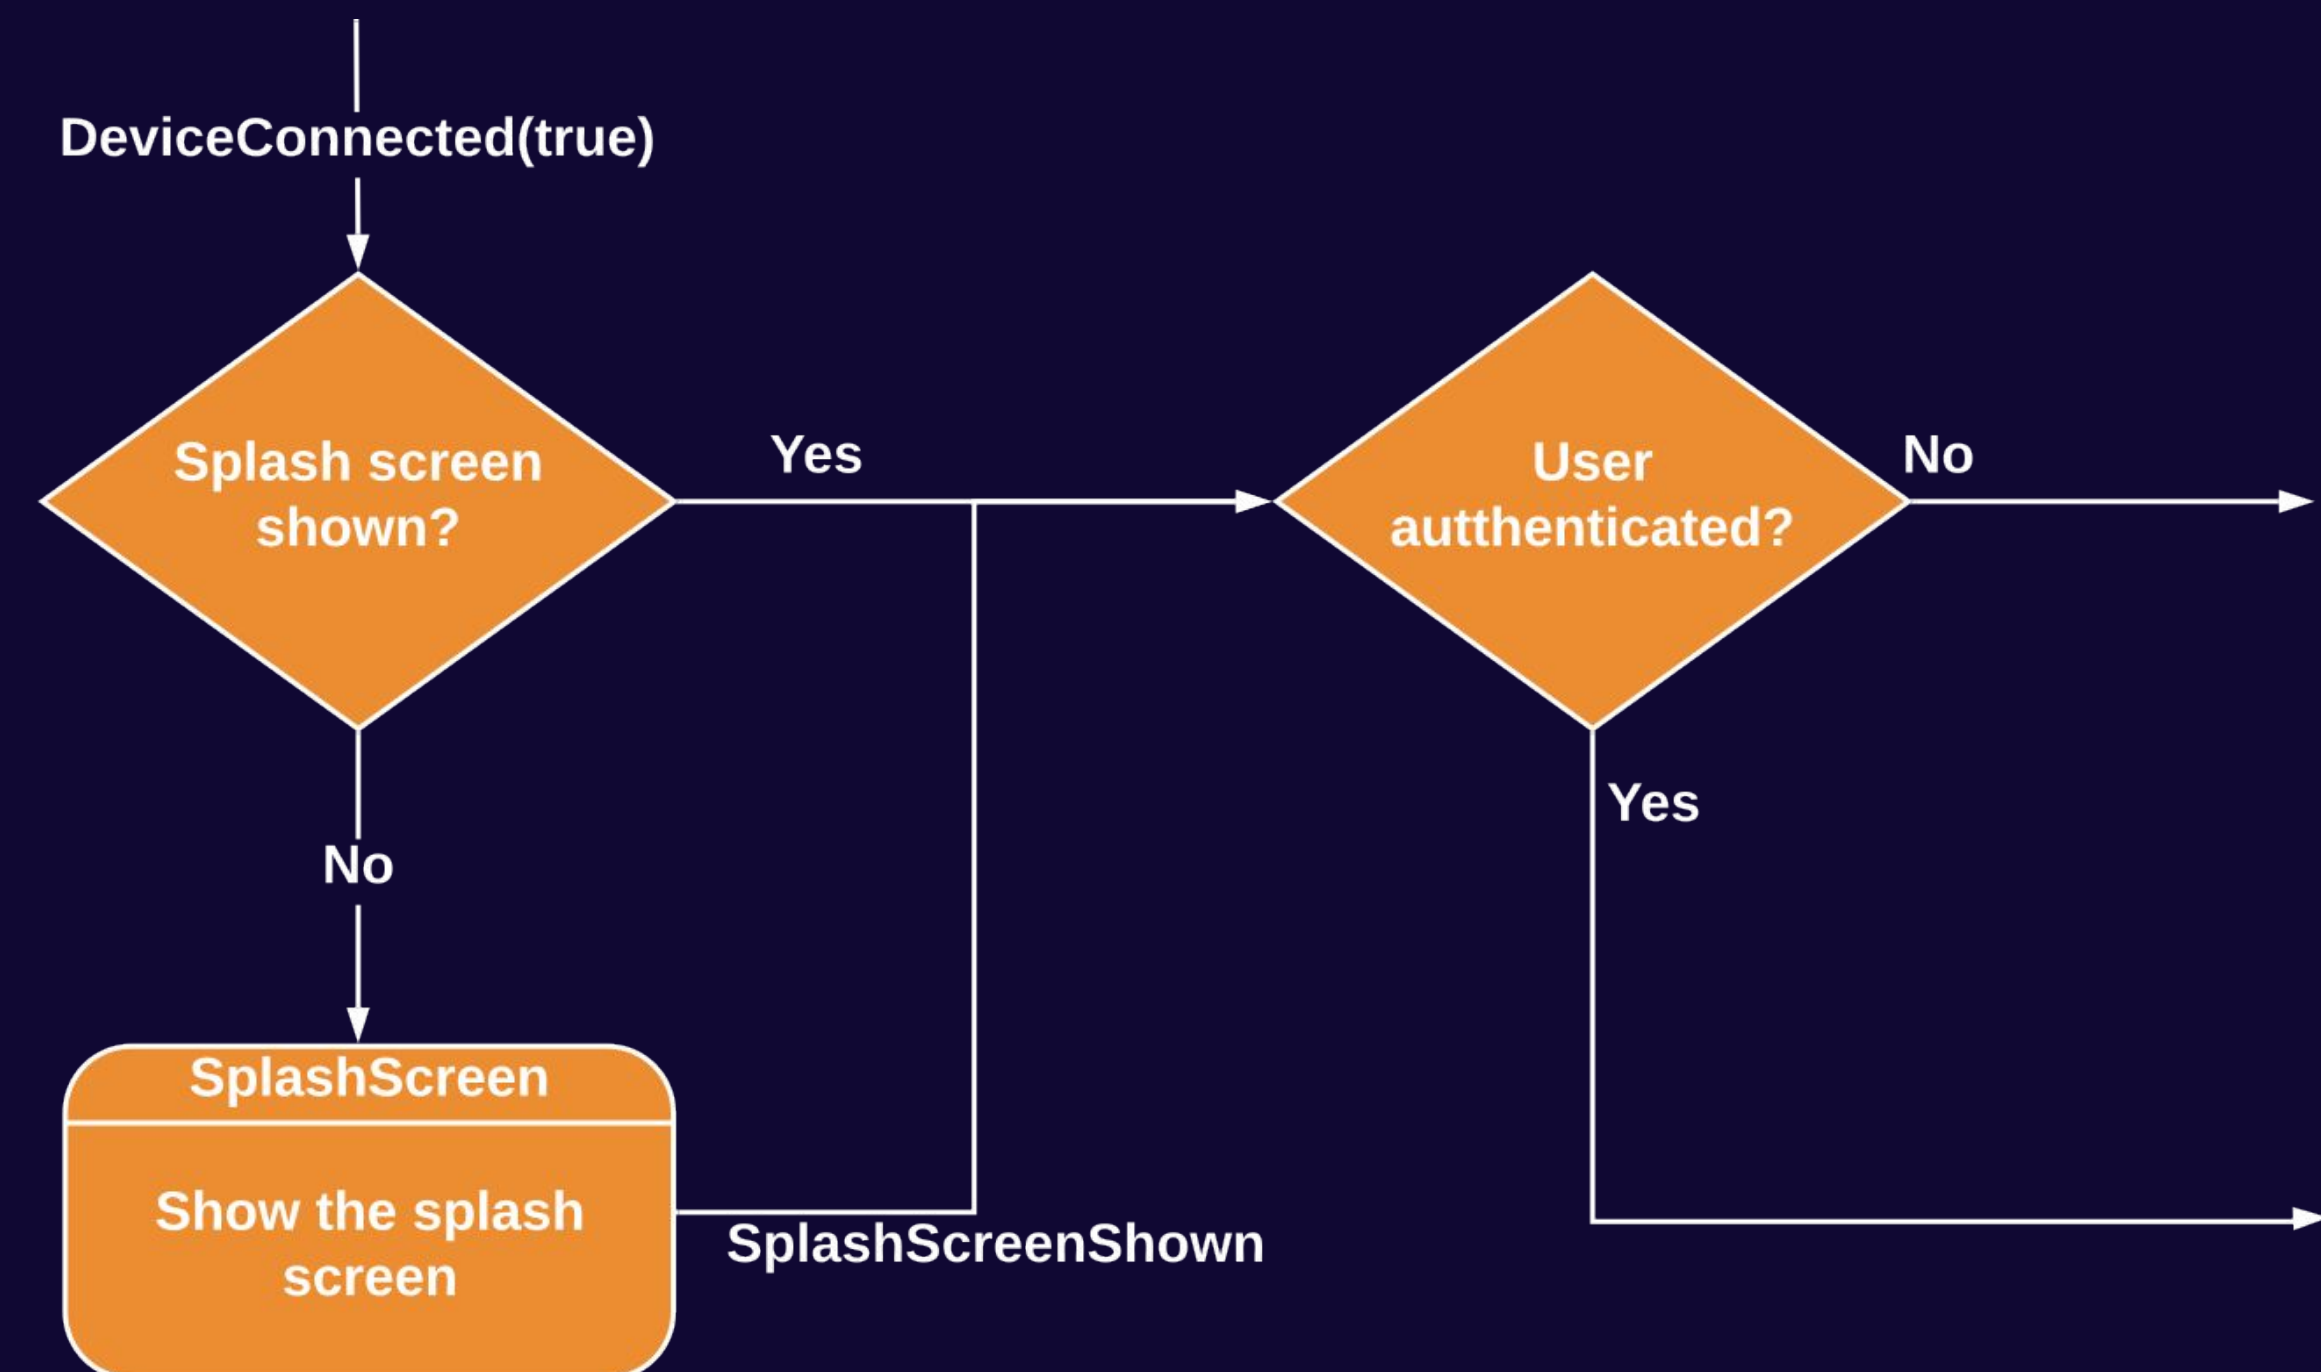 DeviceConnected(true)
Splash screen
shown?
Yes
User
autthenticated?
No
Yes
No
SplashScreen
Show the splash
screen
SplashScreenShown